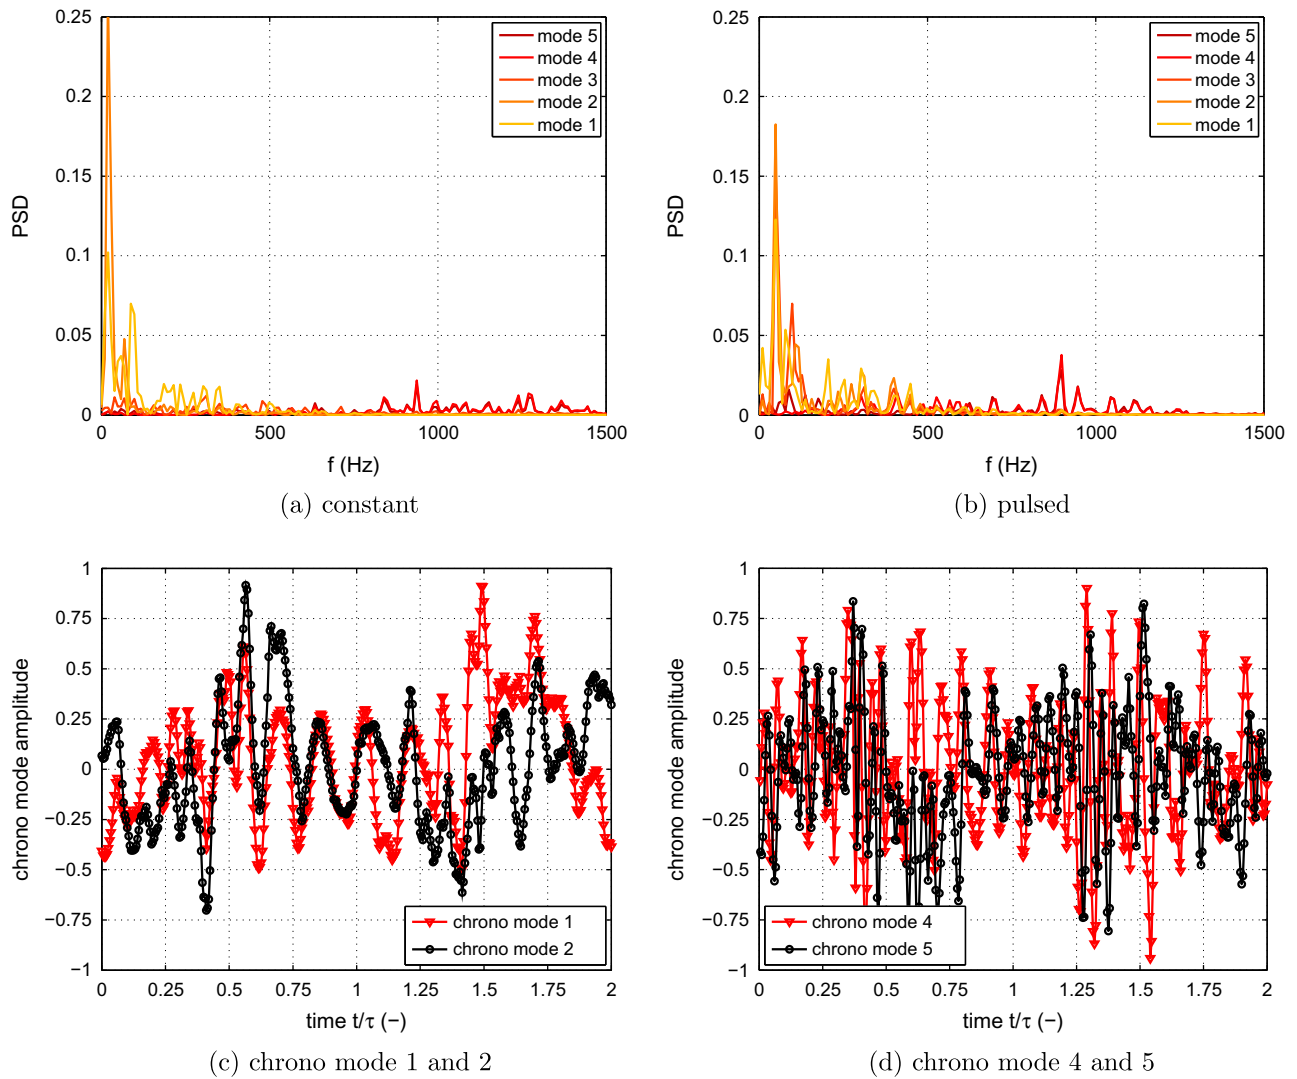 0.25
0.2
0.15
0.1
0.05
0
PSD
mode 5
mode 4
mode 3
mode 2
mode 1
0
500
1000
1500
f (Hz)
(a) constant
0.25
0.2
0.15
0.1
0.05
0
PSD
mode 5
mode 4
mode 3
mode 2
mode 1
0
500
1000
1500
f (Hz)
(b) pulsed
1
0.75
0.5
0.25
0
−0.25
−0.5
−0.75
−1
chrono mode amplitude
chrono mode 1
chrono mode 2
0 0.25 0.5 0.75 1 1.25 1.5 1.75 2
time t/τ (−)
(c) chrono mode 1 and 2
1
0.75
0.5
0.25
0
−0.25
−0.5
−0.75
−1
chrono mode amplitude
chrono mode 4
chrono mode 5
0 0.25 0.5 0.75 1 1.25 1.5 1.75 2
time t/τ (−)
(d) chrono mode 4 and 5